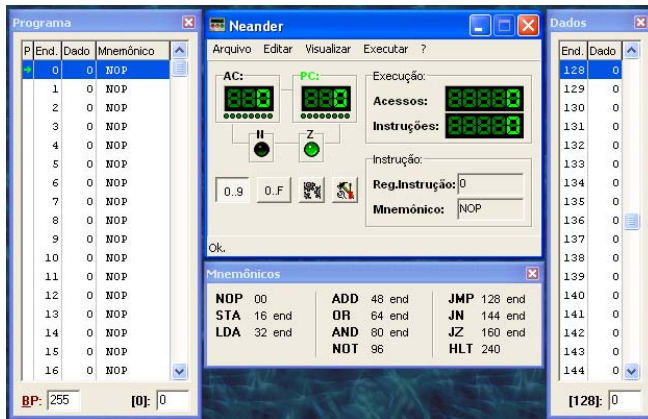 Programa
P End. Dado Mnemônico
0 0 NOP
1 0 NOP
2 0 NOP
3 0 NOP
4 0 NOP
5 0 NOP
6 0 NOP
7 0 NOP
8 0 NOP
9 0 NOP
10 0 NOP
11 0 NOP
12 0 NOP
13 0 NOP
14 0 NOP
15 0 NOP
16 0 NOP
BP: 255 [0]: 0
Neander
Arquivo Editar Visualizar Executar ?
AC: PC:
0 0
N Z
0..9 0..F
Execução:
Acessos: 0
Instruções: 0
Instrução:
Reg.Instrução: 0
Mnemônico: NOP
Ok.
Mnemônicos
NOP 00 ADD 48 end JMP 128 end
STA 16 end OR 64 end JN 144 end
LDA 32 end AND 80 end JZ 160 end
NOT 96 HLT 240
Dados
End. Dado
128 0
129 0
130 0
131 0
132 0
133 0
134 0
135 0
136 0
137 0
138 0
139 0
140 0
141 0
142 0
143 0
144 0
[128]: 0